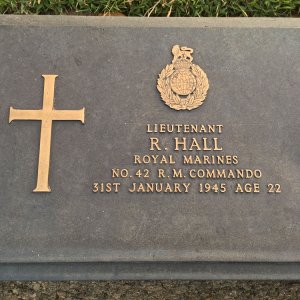 LIEUTENANT
R. HALL
ROYAL MARINES
NO. 42 R.M. COMMANDO
31ST JANUARY 1945 AGE 22